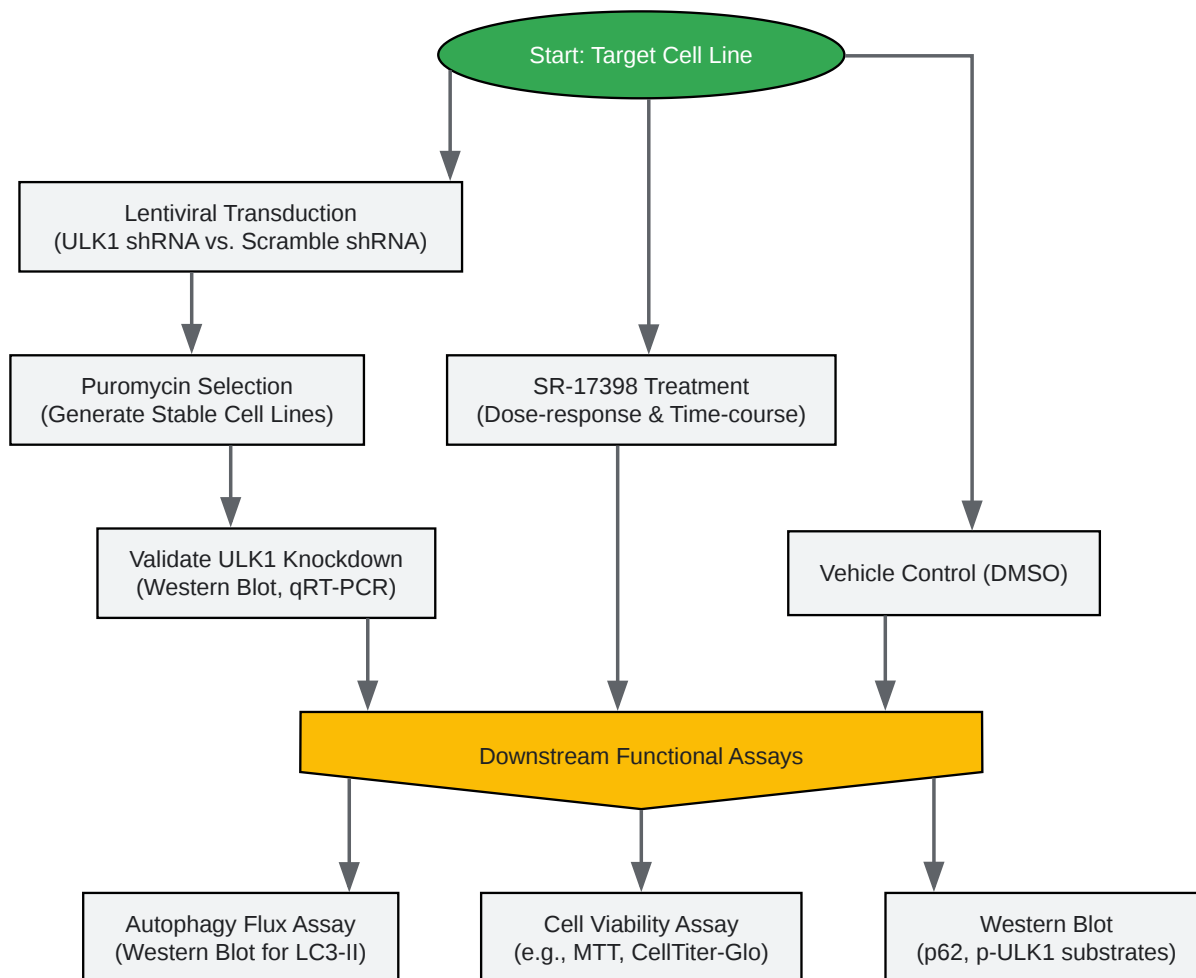 Start: Target Cell Line
Lentiviral Transduction
(ULK1 shRNA vs. Scramble shRNA)
Puromycin Selection
(Generate Stable Cell Lines)
SR-17398 Treatment
(Dose-response & Time-course)
Validate ULK1 Knockdown
(Western Blot, qRT-PCR)
Vehicle Control (DMSO)
Downstream Functional Assays
Autophagy Flux Assay
(Western Blot for LC3-II)
Cell Viability Assay
(e.g., MTT, CellTiter-Glo)
Western Blot
(p62, p-ULK1 substrates)